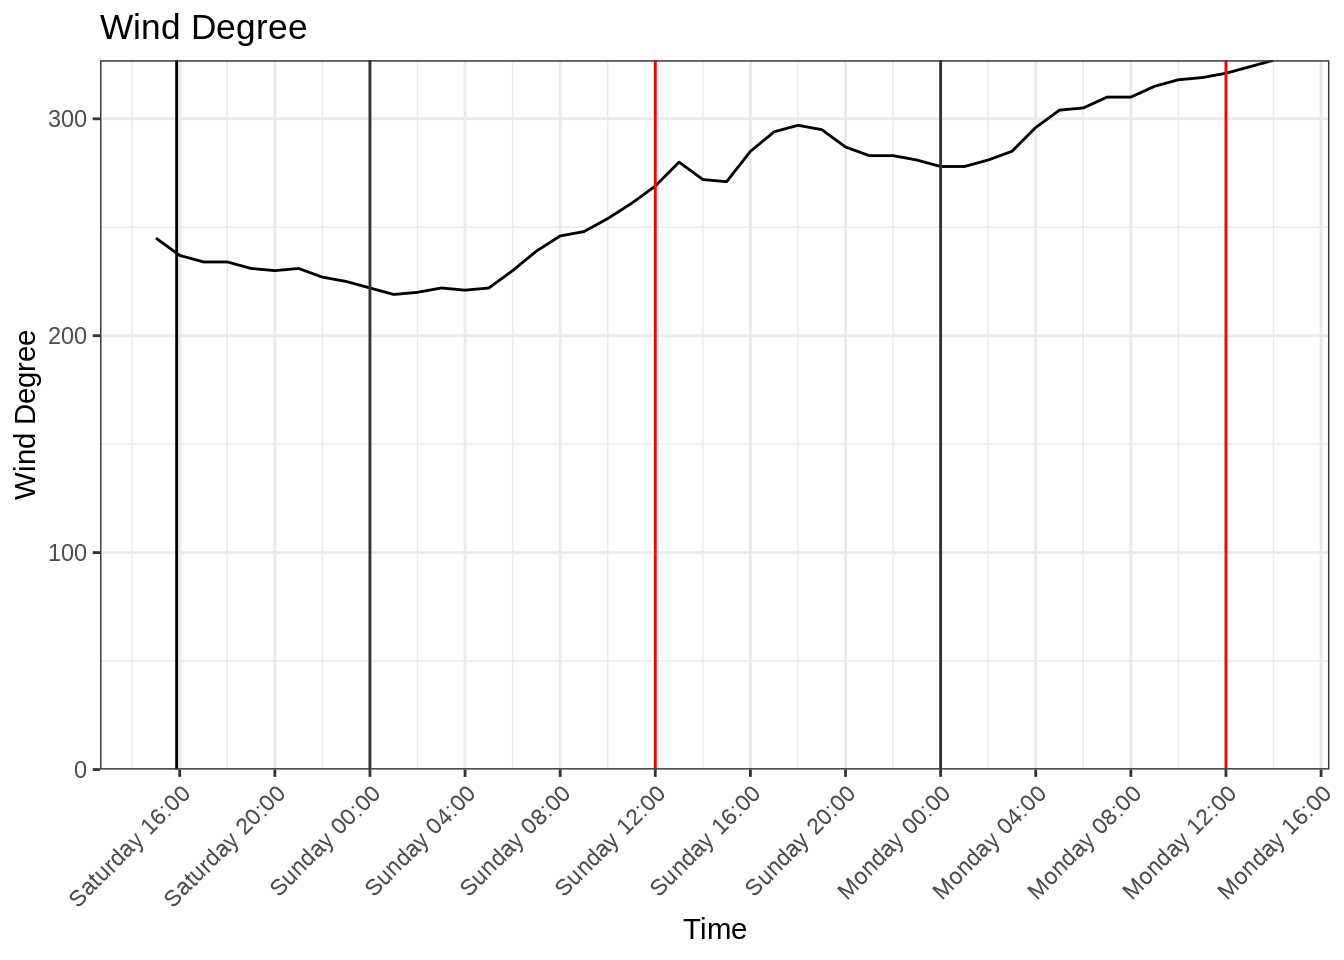 Wind Degree
Wind Degree
300
200
100
0
Saturday 16:00
Saturday 20:00
Sunday 00:00
Sunday 04:00
Sunday 08:00
Sunday 12:00
Sunday 16:00
Sunday 20:00
Monday 00:00
Monday 04:00
Monday 08:00
Monday 12:00
Monday 16:00
Time